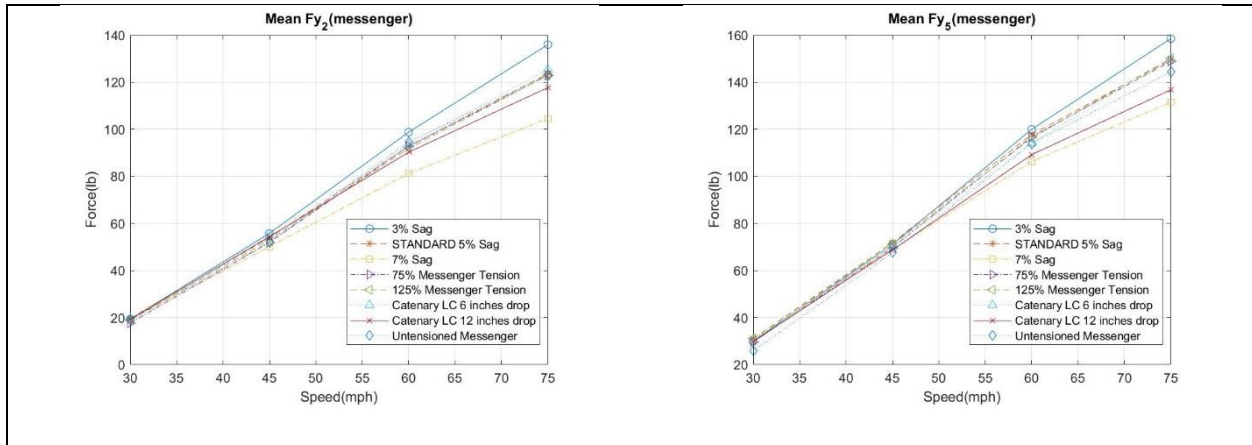 Mean Fy2(messenger)
140
120
100
80
60
40
20
0
Force(lb)
3% Sag
STANDARD 5% Sag
7% Sag
75% Messenger Tension
125% Messenger Tension
Catenary LC 6 inches drop
Catenary LC 12 inches drop
Untensioned Messenger
30 35 40 45 50 55 60 65 70 75
Speed(mph)
Mean Fy5(messenger)
160
140
120
100
80
60
40
20
Force(lb)
3% Sag
STANDARD 5% Sag
7% Sag
75% Messenger Tension
125% Messenger Tension
Catenary LC 6 inches drop
Catenary LC 12 inches drop
Untensioned Messenger
30 35 40 45 50 55 60 65 70 75
Speed(mph)